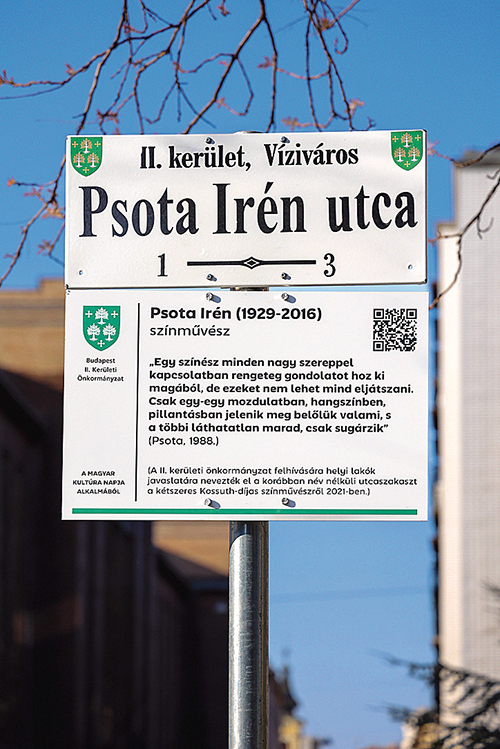 II. kerület, Víziváros
Psota Irén utca
1 3
Budapest
II. Kerületi
Önkormányzat
A MAGYAR
KULTÚRA NAPJA
ALKALMÁBÓL
Psota Irén (1929-2016)
színművész
„Egy színész minden nagy szereppel
kapcsolatban rengeteg gondolatot hoz ki
magából, de ezeket nem lehet mind eljátszani.
Csak egy-egy mozdulatban, hangszínben,
pillantásban jelenik meg belőlük valami, s
a többi láthatatlan marad, csak sugárzik”
(Psota, 1988.)
(A II. kerületi önkormányzat felhívására helyi lakók
javaslatára nevezték el a korábban név nélküli utcaszakaszt
a kétszeres Kossuth-díjas színművészről 2021-ben.)